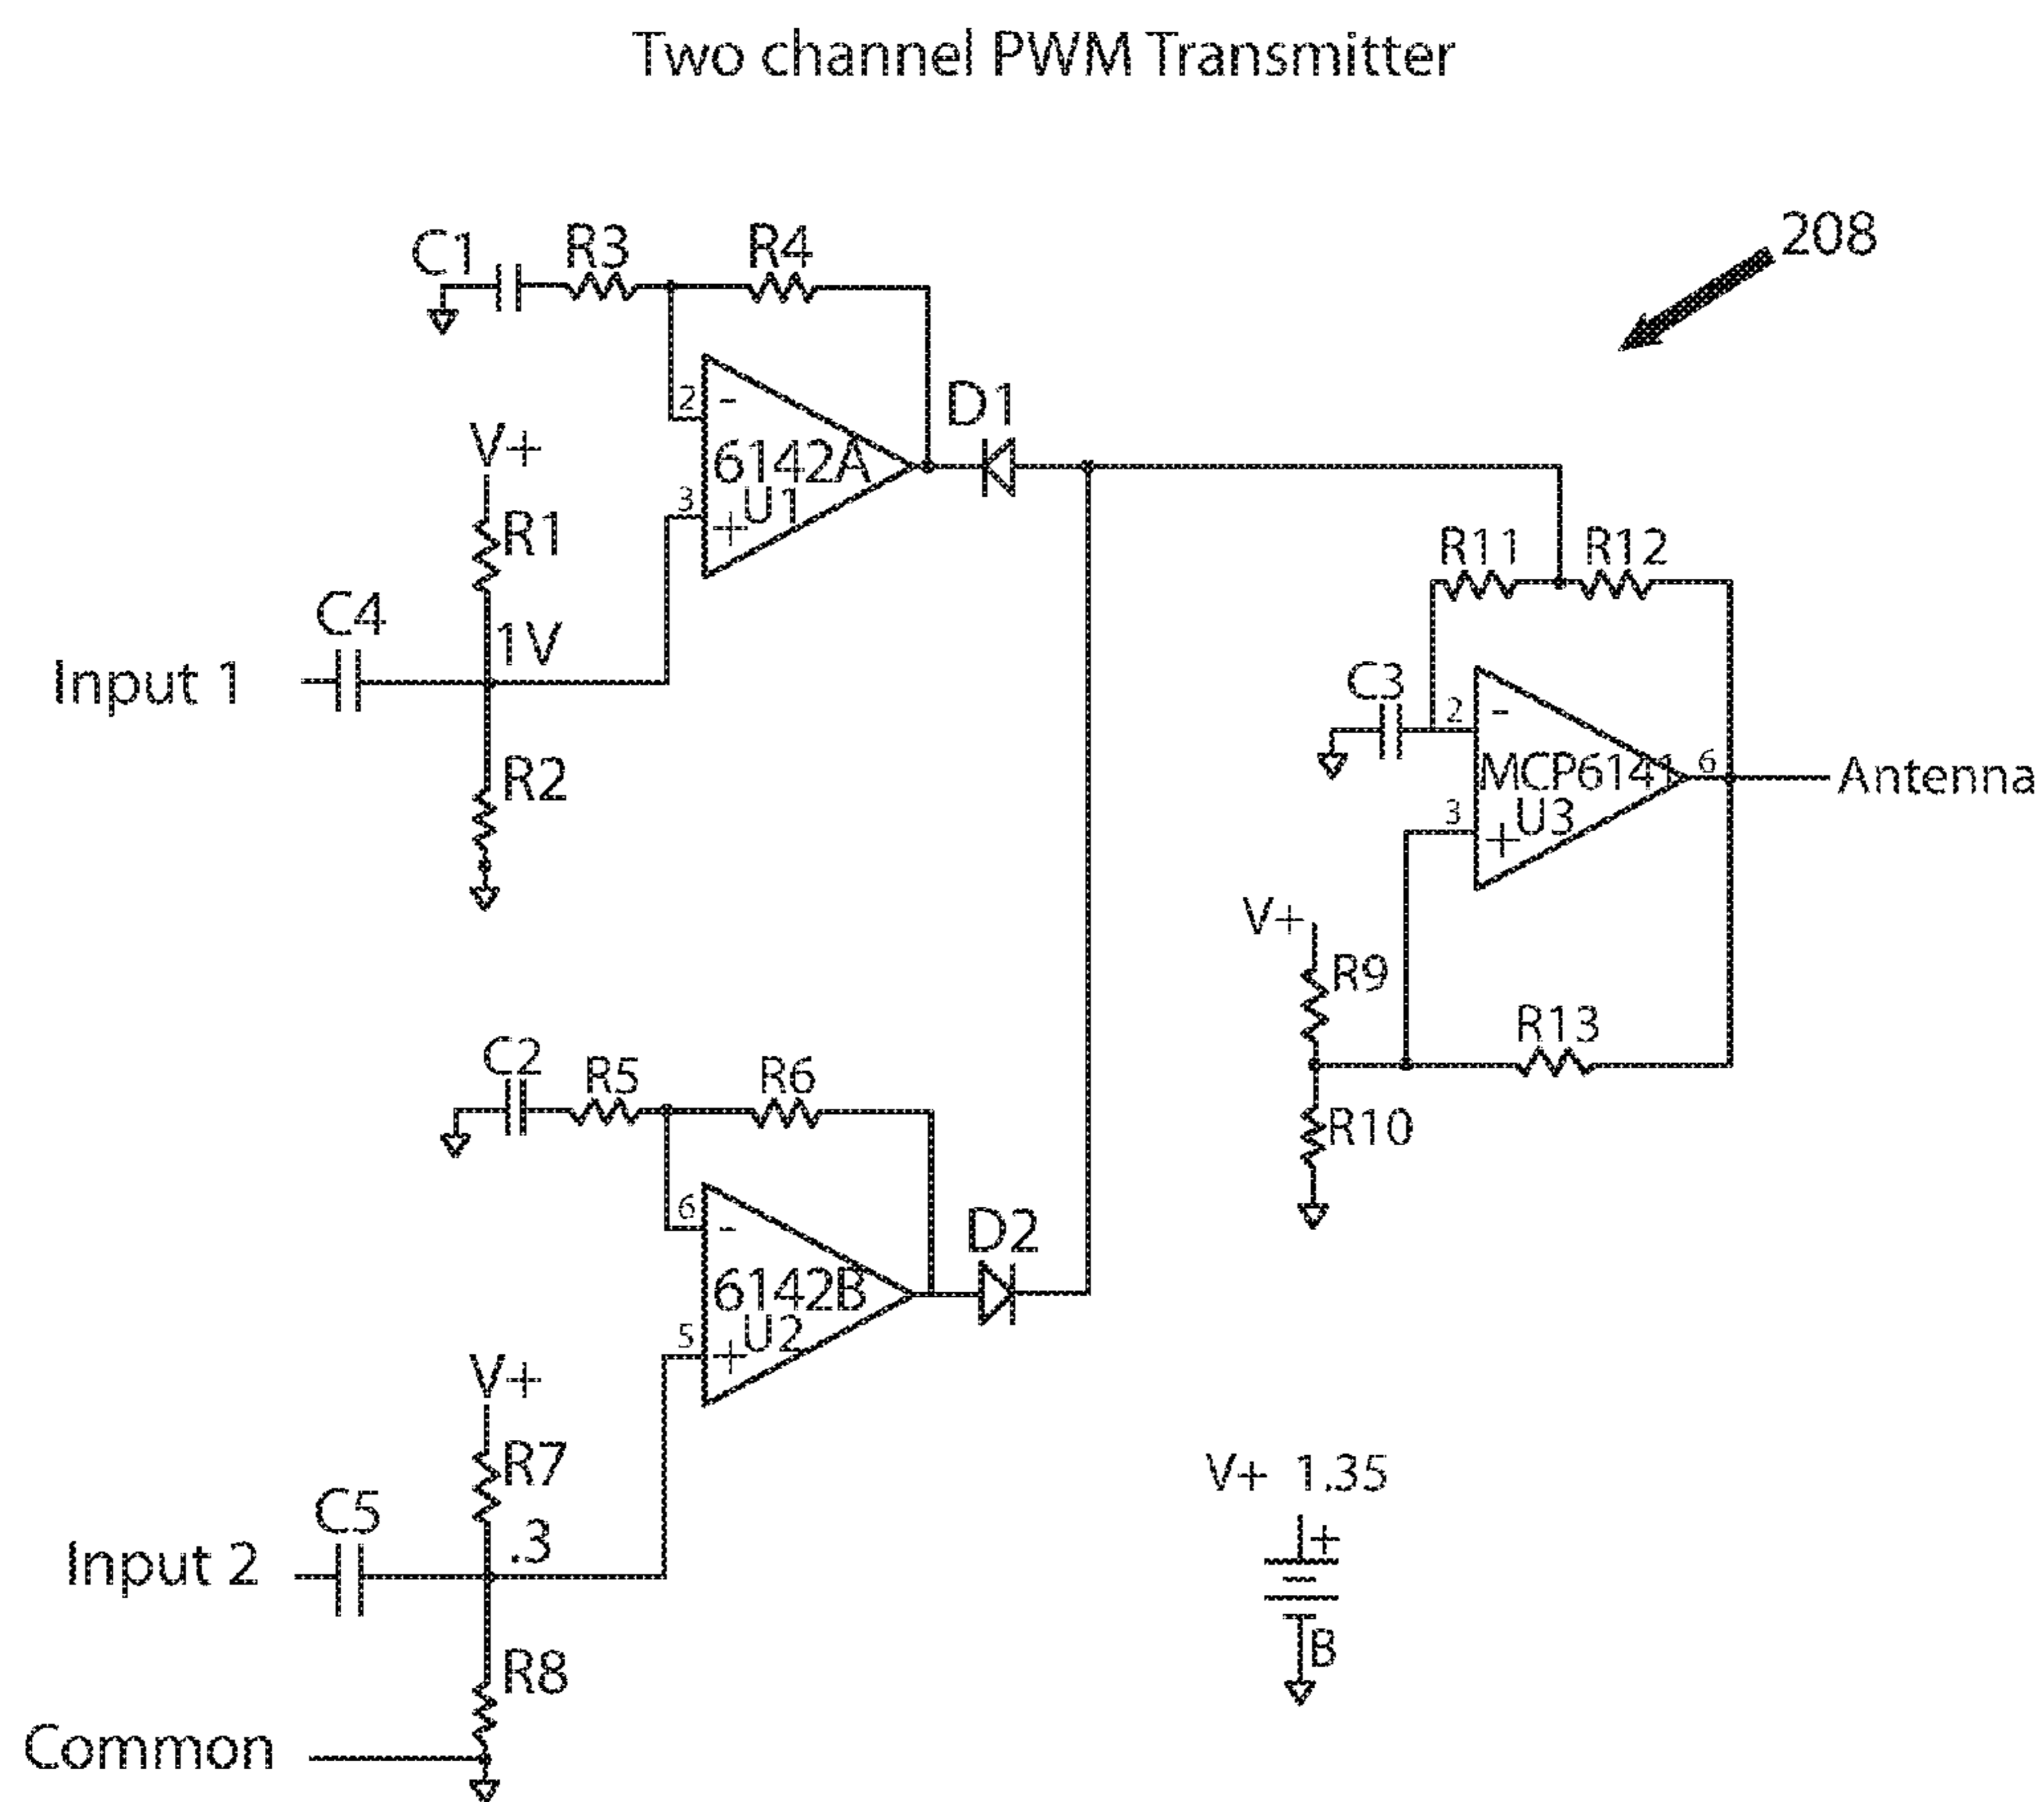 Two channel PWM Transmitter
208
C1
R3
R4
2
-
6142A
U1
3
+
D1
V+
R1
C4
1V
Input 1
R2
R11
R12
C3
2
-
MCP6141
U3
6
Antenna
3
+
V+
R9
R13
R10
C2
R5
R6
6
-
6142B
U2
5
+
D2
V+
R7
C5
.3
Input 2
R8
Common
V+ 1.35
+
B